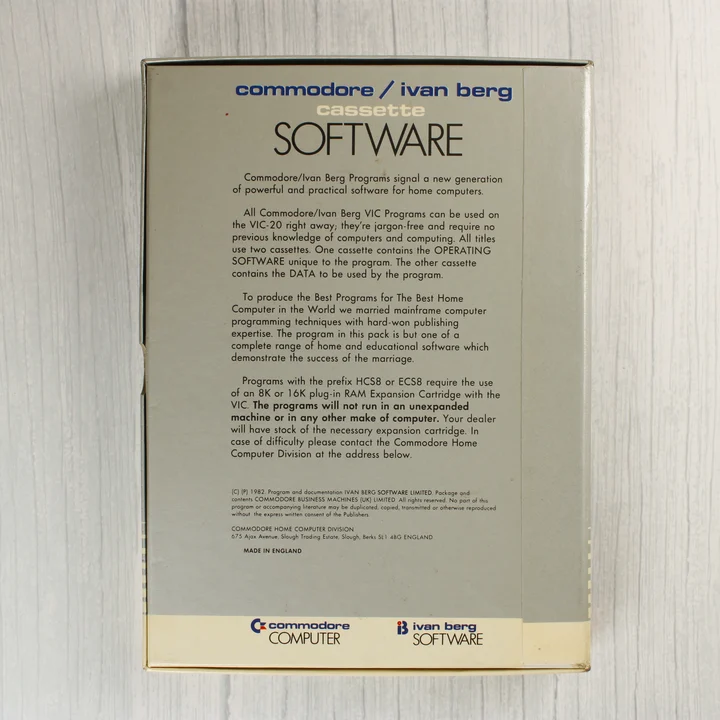 commodore / ivan berg
cassette
SOFTWARE
Commodore/Ivan Berg Programs signal a new generation
of powerful and practical software for home computers.
All Commodore/Ivan Berg VIC Programs can be used on
the VIC-20 right away; they're jargon-free and require no
previous knowledge of computers and computing. All titles
use two cassettes. One cassette contains the OPERATING
SOFTWARE unique to the program. The other cassette
contains the DATA to be used by the program.
To produce the Best Programs for The Best Home
Computer in the World we married mainframe computer
programming techniques with hard-won publishing
expertise. The program in this pack is but one of a
complete range of home and educational software which
demonstrate the success of the marriage.
Programs with the prefix HCS8 or ECS8 require the use
of an 8K or 16K plug-in RAM Expansion Cartridge with the
VIC. The programs will not run in an unexpanded
machine or in any other make of computer. Your dealer
will have stock of the necessary expansion cartridge. In
case of difficulty please contact the Commodore Home
Computer Division at the address below.
(C) (P) 1982. Program and documentation IVAN BERG SOFTWARE LIMITED. Package and
contents COMMODORE BUSINESS MACHINES (UK) LIMITED. All rights reserved. No part of this
program or accompanying literature may be duplicated, copied, transmitted or otherwise reproduced
without the express written consent of the Publishers.
COMMODORE HOME COMPUTER DIVISION
675 Ajax Avenue, Slough Trading Estate, Slough, Berks SL1 4BG ENGLAND
MADE IN ENGLAND
commodore
COMPUTER
ivan berg
SOFTWARE